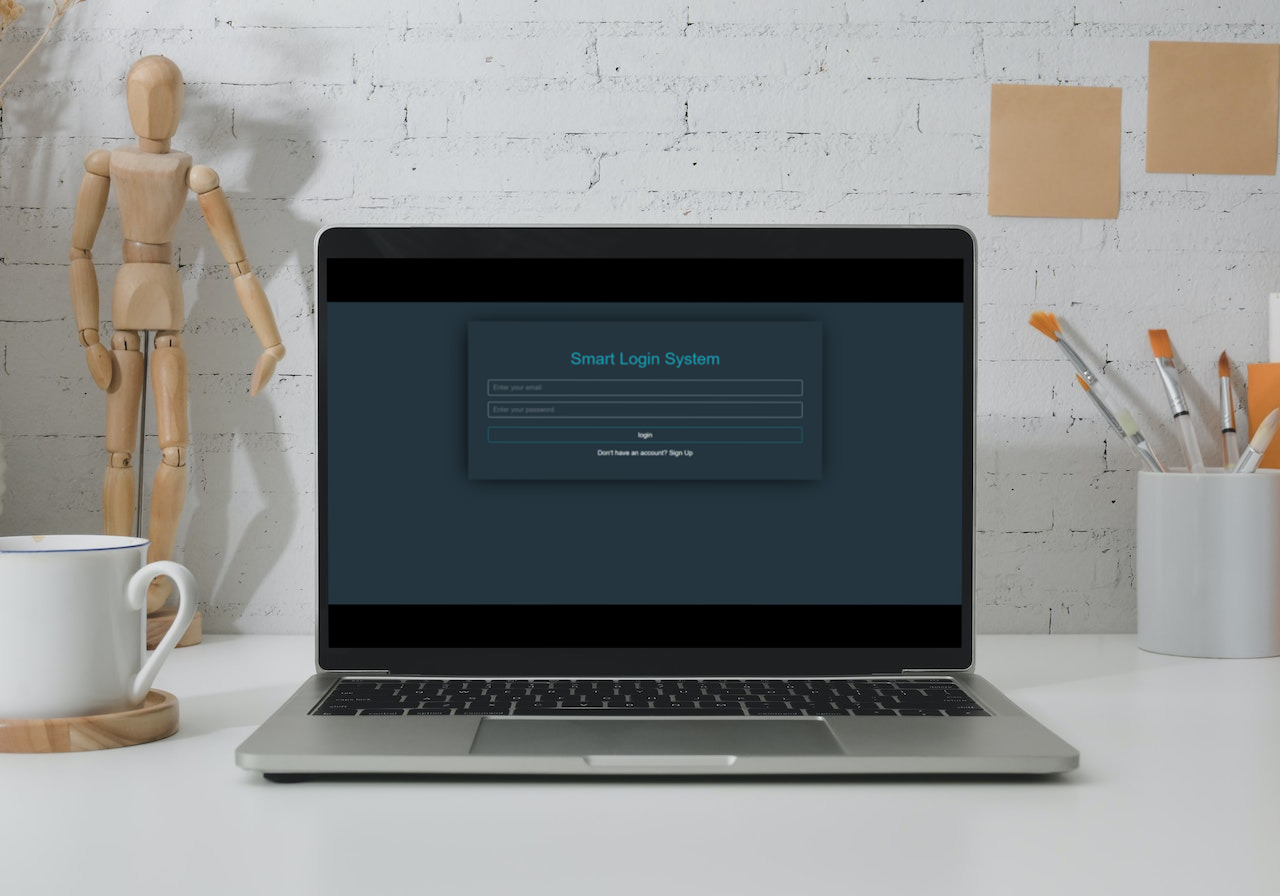 Smart Login System
Enter your email
Enter your password
login
Don't have an account? Sign Up